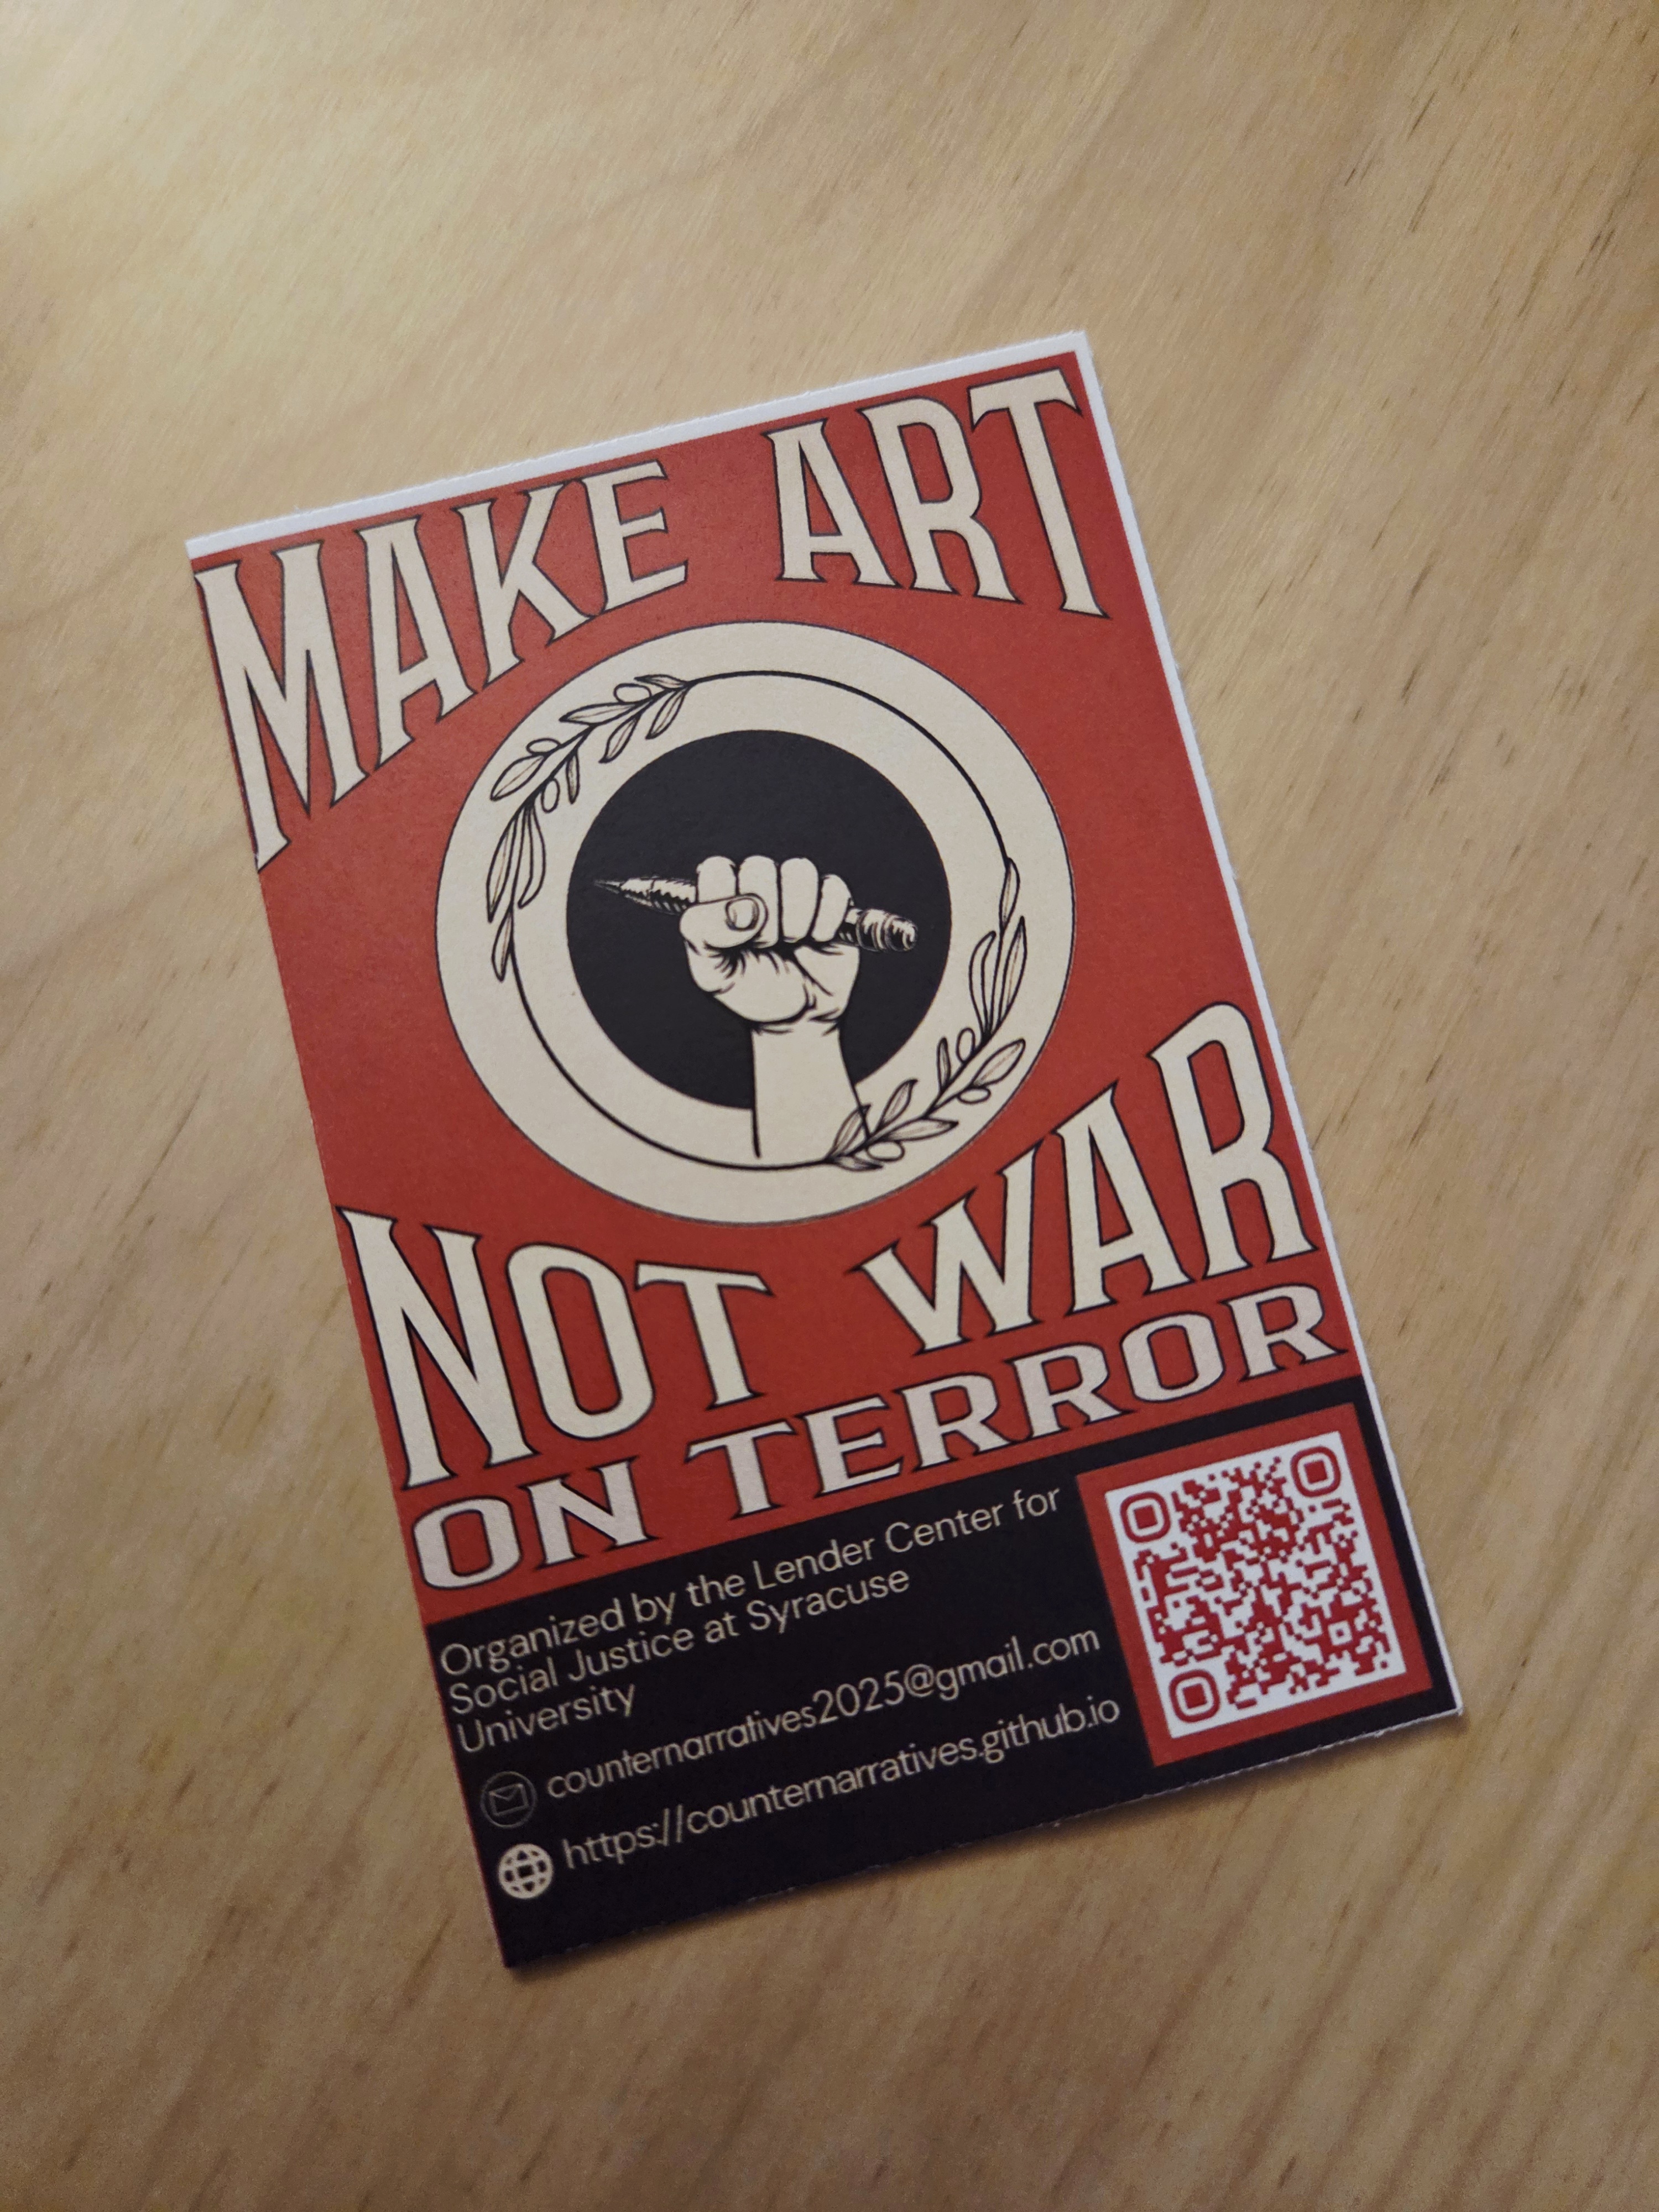 MAKE ART
NOT WAR
ON TERROR
Organized by the Lender Center for
Social Justice at Syracuse
University
counternarratives2025@gmail.com
https://counternarratives.github.io